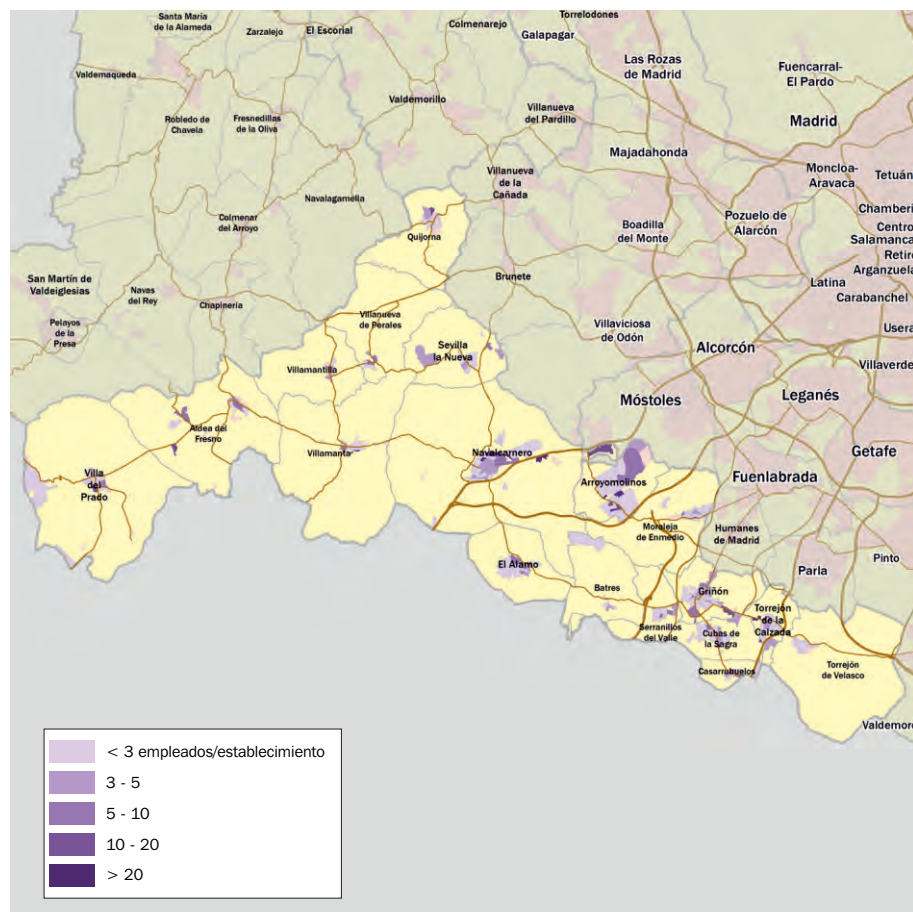 Santa María
de la Alameda
Zarzalejo
El Escorial
Colmenarejo
Torrelodones
Galapagar
Las Rozas
de Madrid
Fuencarral-
El Pardo
Valdemaqueda
Valdemorillo
Villanueva
del Pardillo
Madrid
Robledo de
Chavela
Fresnedillas
de la Oliva
Majadahonda
Moncloa-
Aravaca
Tetuán
Villanueva
de la
Cañada
Navalagamella
Chamberí
Colmenar
del Arroyo
Quijorna
Boadilla
del Monte
Pozuelo de
Alarcón
Centro
Salamanca
Retiro
Arganzuela
San Martín de
Valdeiglesias
Navas
del Rey
Chapinería
Brunete
Latina
Carabanchel
Pelayos
de la
Presa
Villanueva
de Perales
Villaviciosa
de Odón
Usera
Sevilla
la Nueva
Alcorcón
Villaverde
Villamantilla
Móstoles
Leganés
Aldea del
Fresno
Villamanta
Navalcarnero
Getafe
Villa
del
Prado
Arroyomolinos
Fuenlabrada
Moraleja
de Enmedio
Humanes
de Madrid
Pinto
El Álamo
Parla
Batres
Griñón
Serranillos
del Valle
Cubas de
la Sagra
Torrejón
de la
Calzada
Casarrubuelos
Torrejón
de Velasco
Valdemoro
< 3 empleados/establecimiento
3 - 5
5 - 10
10 - 20
> 20